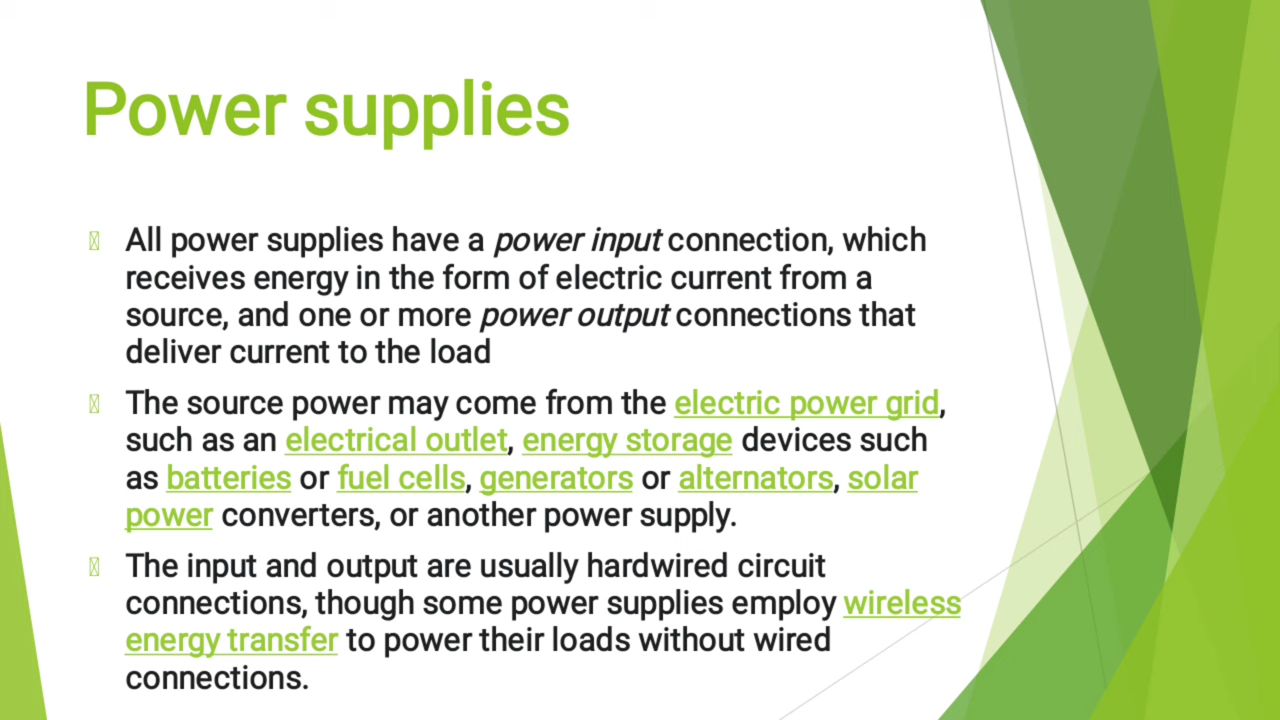 Power supplies
All power supplies have a power input connection, which
receives energy in the form of electric current from a
source, and one or more power output connections that
deliver current to the load
The source power may come from the electric power grid,
such as an electrical outlet, energy storage devices such
as batteries or fuel cells, generators or alternators, solar
power converters, or another power supply.
The input and output are usually hardwired circuit
connections, though some power supplies employ wireless
energy transfer to power their loads without wired
connections.